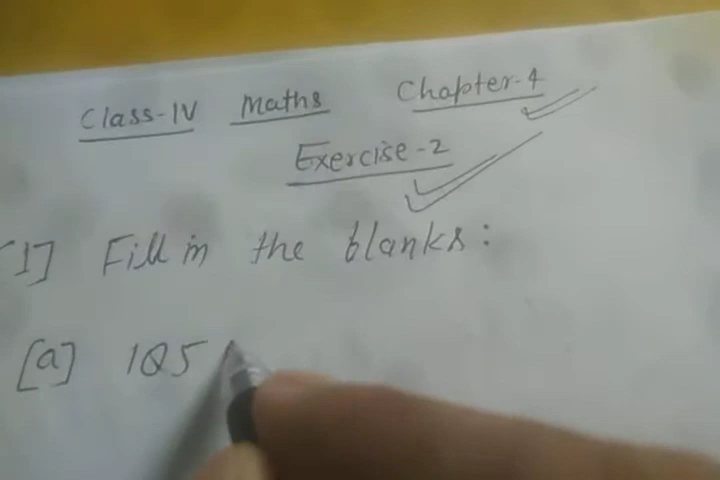 Class-IV Maths Chapter-4
Exercise-2
[1] Fill in the blanks:
[a] 105